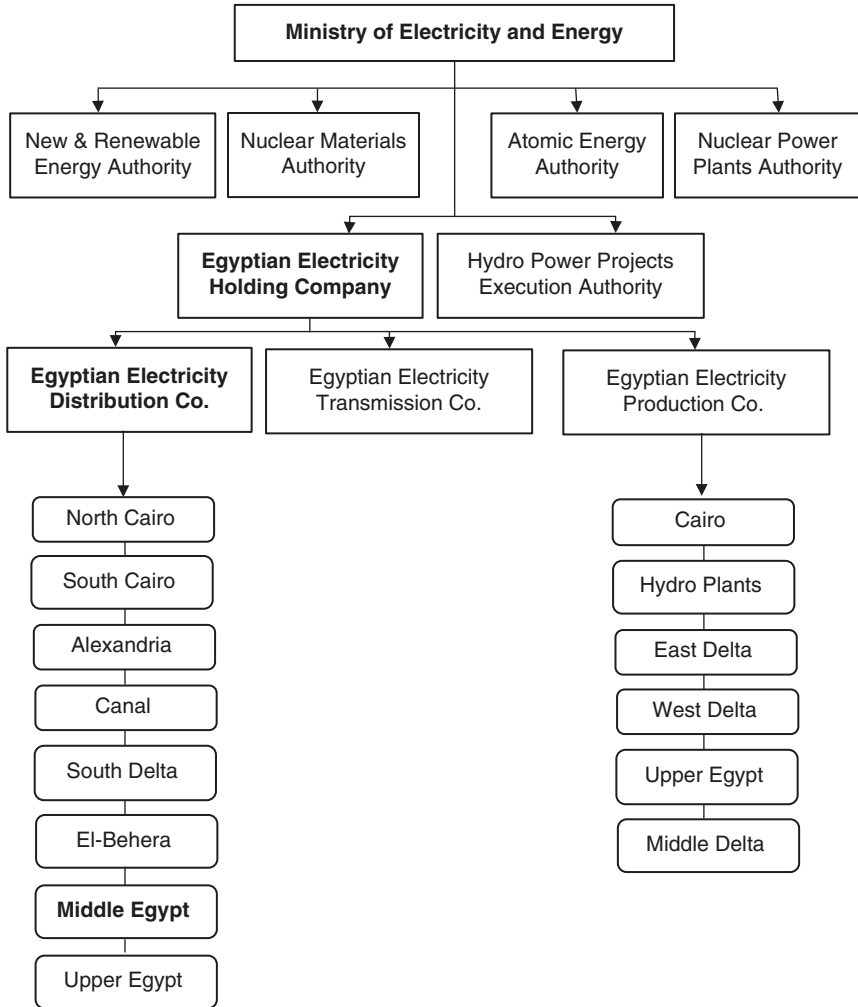 Ministry of Electricity and Energy
New & Renewable
Energy Authority
Nuclear Materials
Authority
Atomic Energy
Authority
Nuclear Power
Plants Authority
Egyptian Electricity
Holding Company
Hydro Power Projects
Execution Authority
Egyptian Electricity
Distribution Co.
Egyptian Electricity
Transmission Co.
Egyptian Electricity
Production Co.
North Cairo
South Cairo
Alexandria
Canal
South Delta
El-Behera
Middle Egypt
Upper Egypt
Cairo
Hydro Plants
East Delta
West Delta
Upper Egypt
Middle Delta